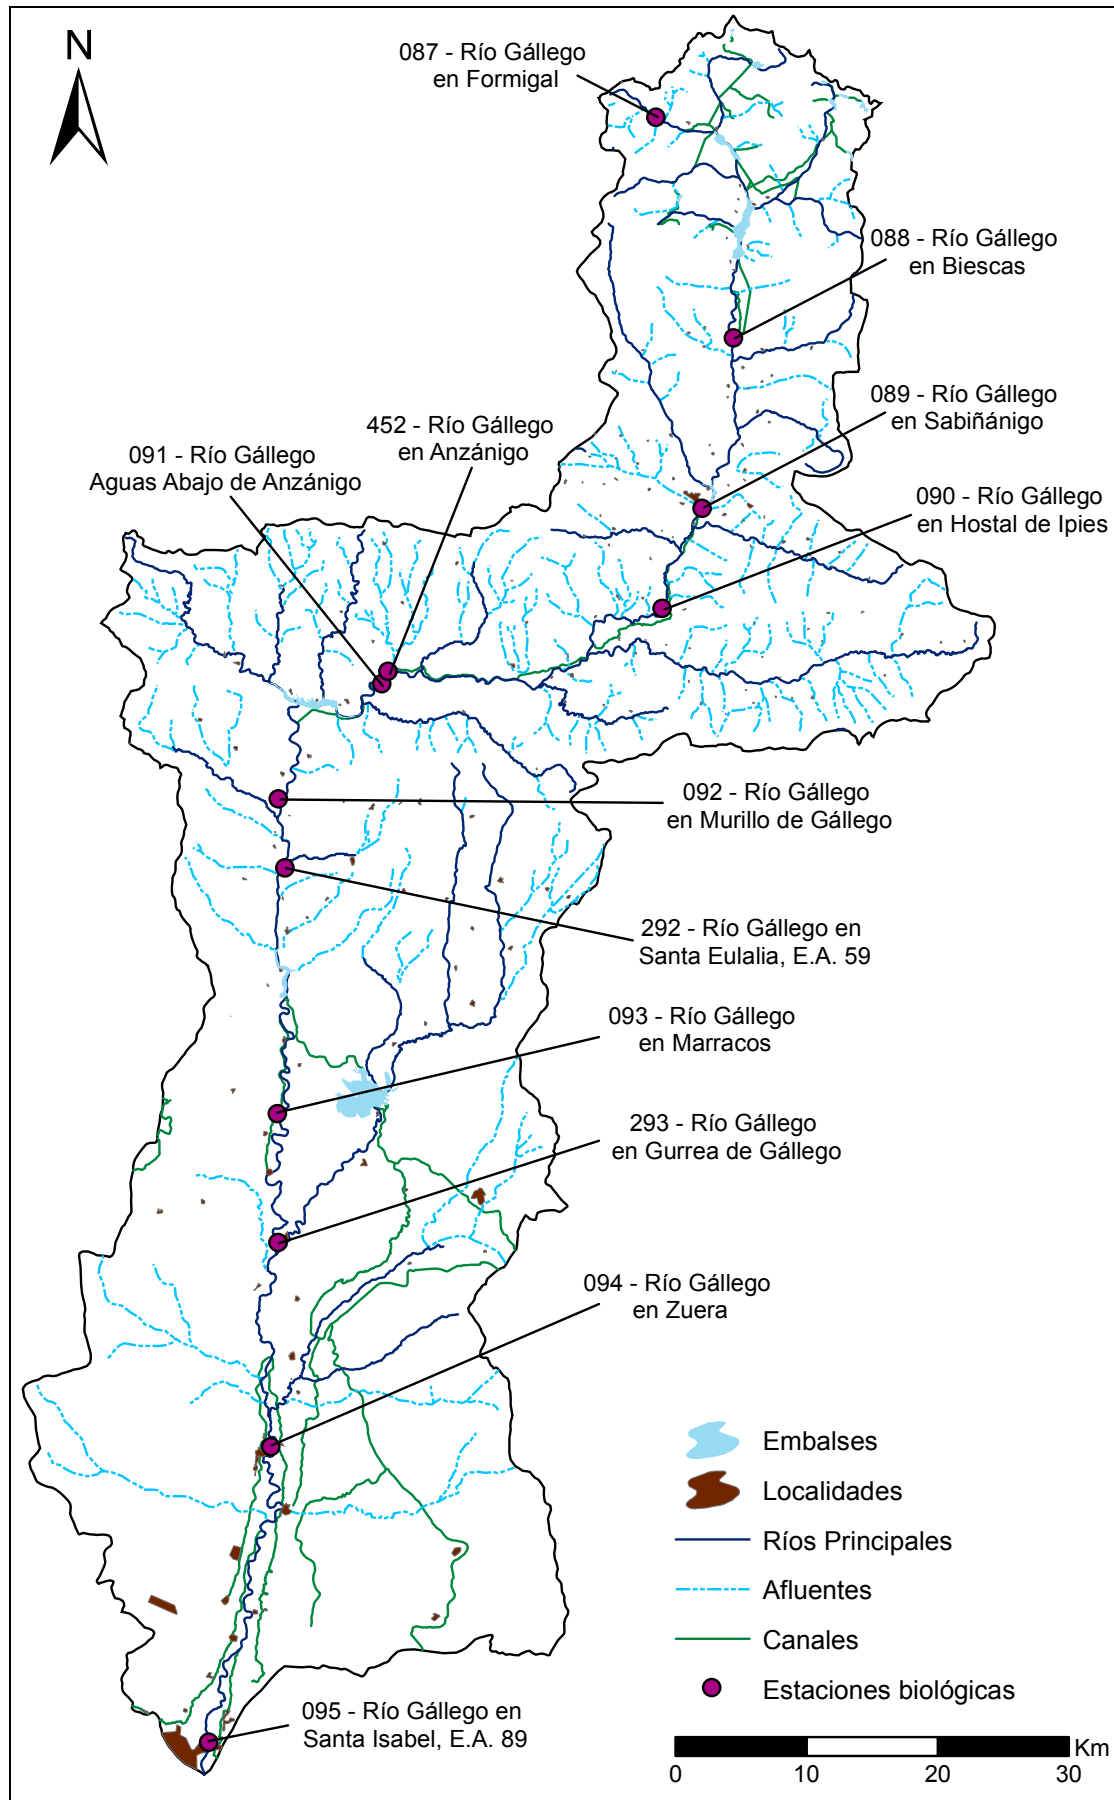 N
087 - Río Gállego
en Formigal
088 - Río Gállego
en Biescas
089 - Río Gállego
en Sabiñánigo
452 - Río Gállego
en Anzánigo
091 - Río Gállego
Aguas Abajo de Anzánigo
090 - Río Gállego
en Hostal de Ipies
092 - Río Gállego
en Murillo de Gállego
292 - Río Gállego en
Santa Eulalia, E.A. 59
093 - Río Gállego
en Marracos
293 - Río Gállego
en Gurrea de Gállego
094 - Río Gállego
en Zuera
Embalses
Localidades
Ríos Principales
Afluentes
Canales
Estaciones biológicas
095 - Río Gállego en
Santa Isabel, E.A. 89
Km
0 10 20 30